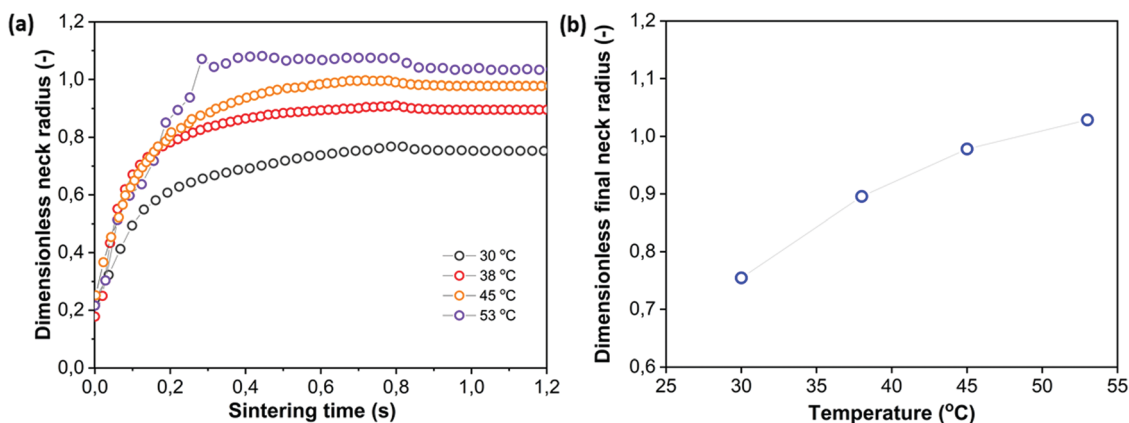 (a)
Dimensionless neck radius (-)
1,2
1,0
0,8
0,6
0,4
0,2
0,0
30 ºC
38 ºC
45 ºC
53 ºC
0,0 0,2 0,4 0,6 0,8 1,0 1,2
Sintering time (s)
(b)
Dimensionless final neck radius (-)
1,2
1,1
1,0
0,9
0,8
0,7
0,6
25 30 35 40 45 50 55
Temperature (ºC)